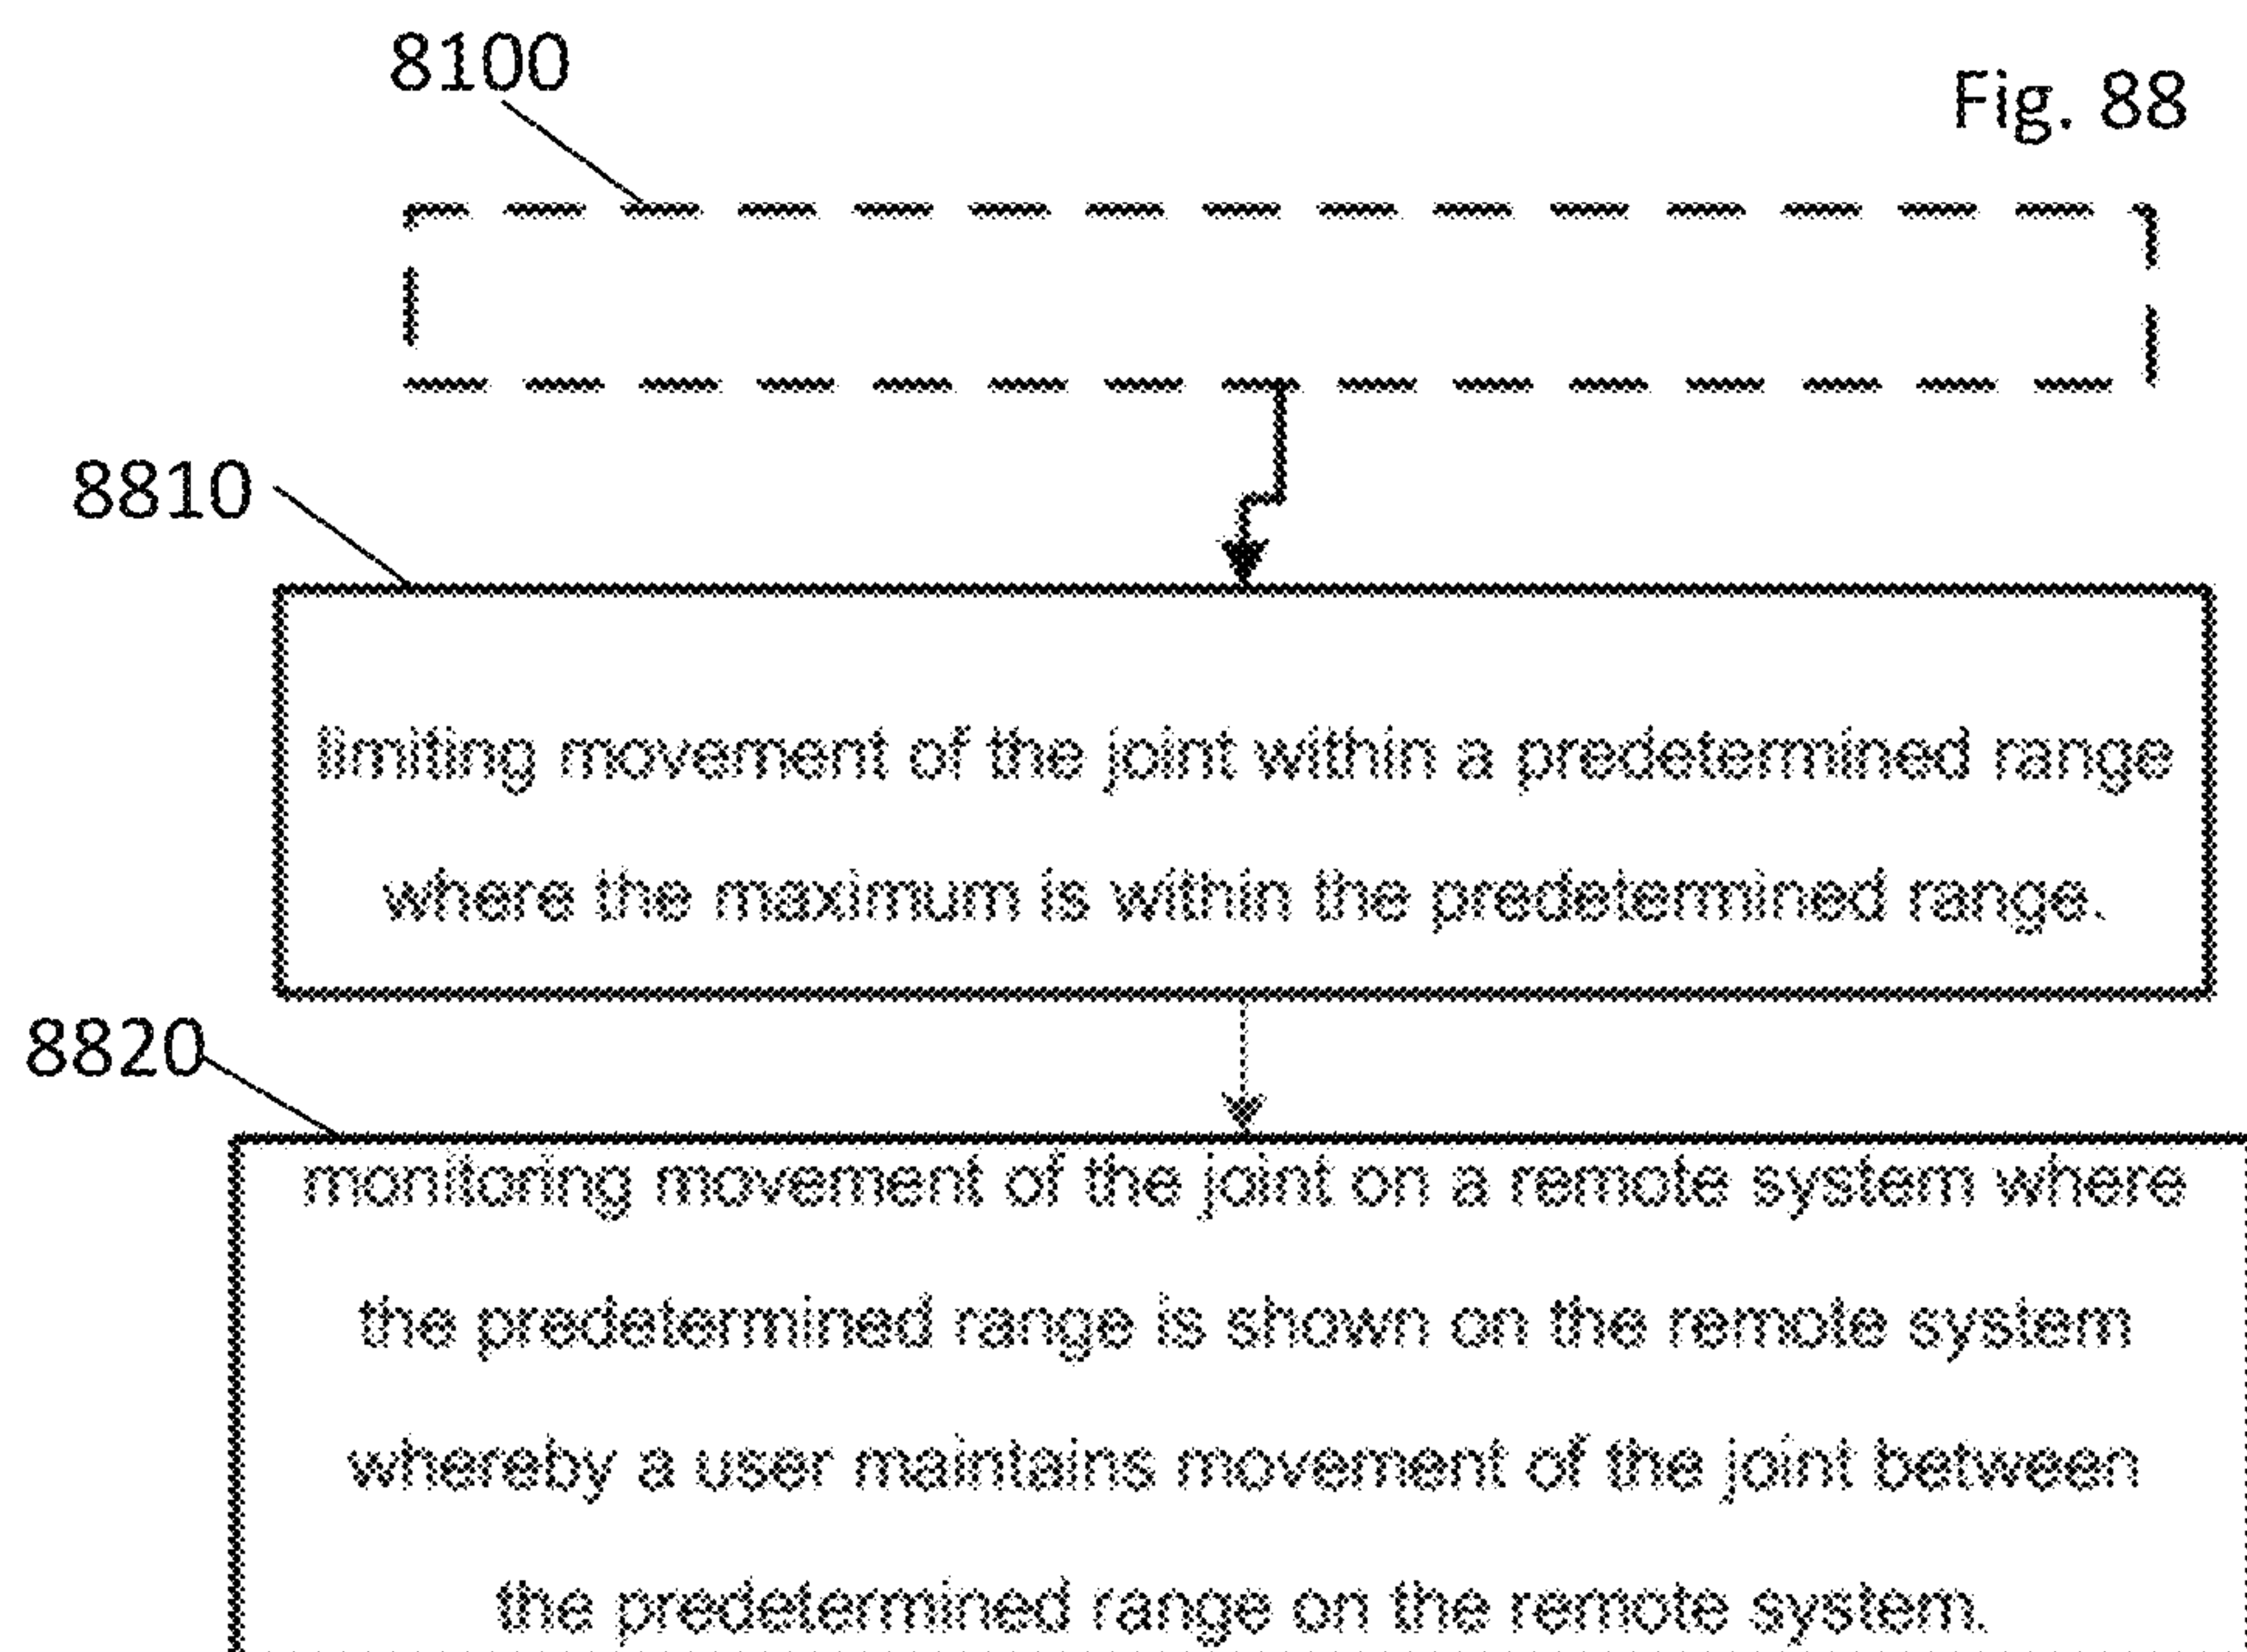 8100
Fig. 88
8810
limiting movement of the joint within a predetermined range
where the maximum is within the predetermined range.
8820
monitoring movement of the joint on a remote system where
the predetermined range is shown on the remote system
whereby a user maintains movement of the joint between
the predetermined range on the remote system.